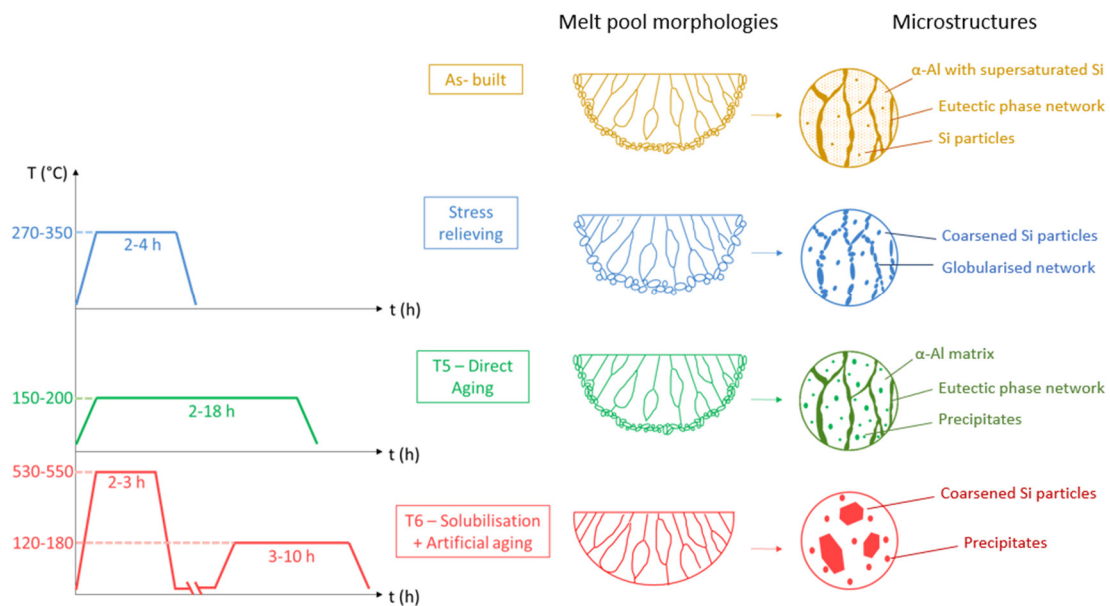 Melt pool morphologies
Microstructures
As- built
α-Al with supersaturated Si
Eutectic phase network
Si particles
T (°C)
270-350
2-4 h
t (h)
Stress
relieving
Coarsened Si particles
Globularised network
150-200
2-18 h
t (h)
T5 – Direct
Aging
α-Al matrix
Eutectic phase network
Precipitates
530-550
2-3 h
120-180
3-10 h
t (h)
T6 – Solubilisation
+ Artificial aging
Coarsened Si particles
Precipitates